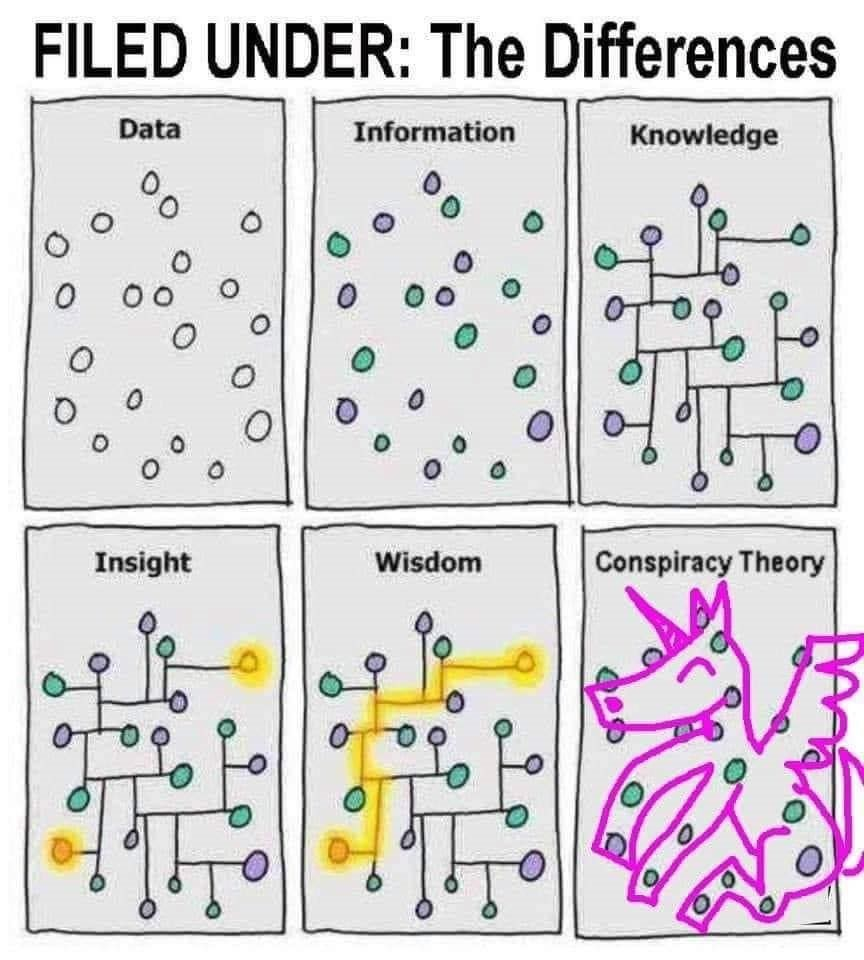 FILED UNDER: The Differences
Data
Information
Knowledge
Insight
Wisdom
Conspiracy Theory